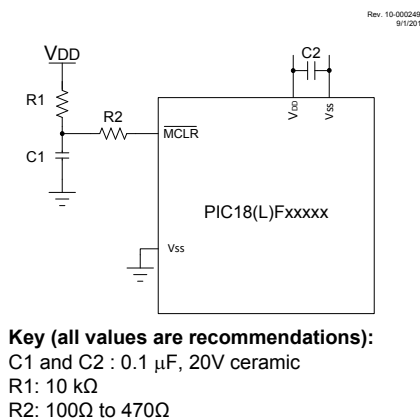 Rev. 10-000249
9/1/201
VDD
C2
R1
R2
VDD
VSS
MCLR
C1
PIC18(L)Fxxxxx
Vss
Key (all values are recommendations):
C1 and C2 : 0.1 μF, 20V ceramic
R1: 10 kΩ
R2: 100Ω to 470Ω